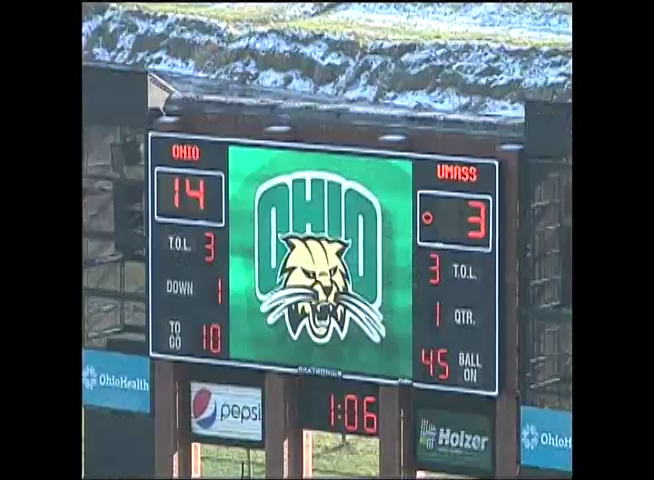 OHIO
UMASS
14
3
OHIO
T.O.L. 3
3 T.O.L.
DOWN 1
1 QTR.
TO GO 10
45 BALL ON
DAKTRONICS
OhioHealth
pepsi
1:06
Holzer
OhioHealth